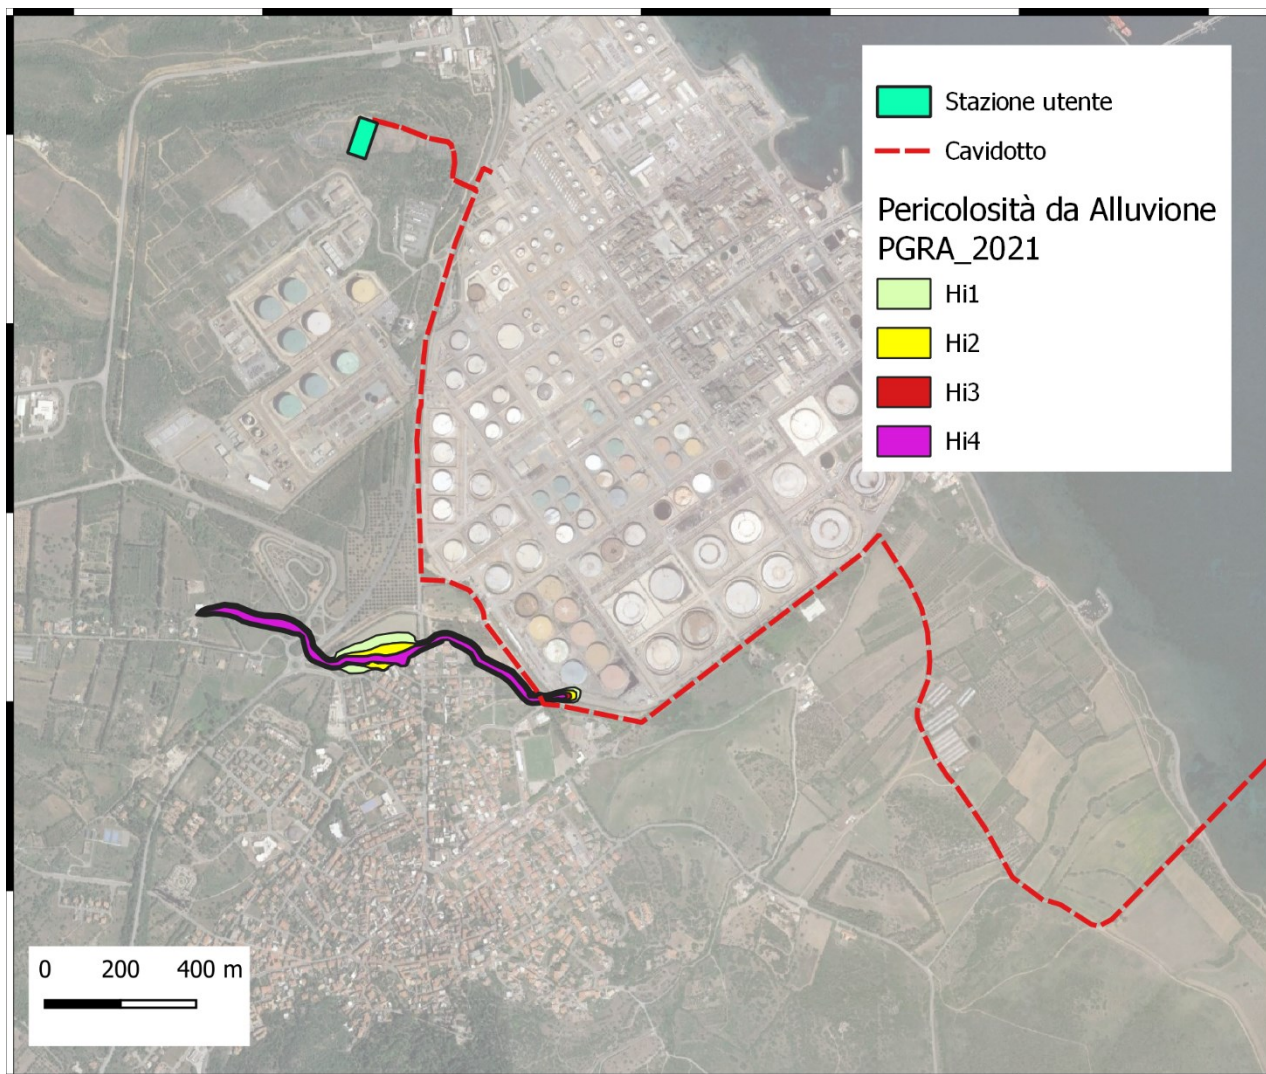 Stazione utente
Cavidotto
Pericolosità da Alluvione
PGRA_2021
Hi1
Hi2
Hi3
Hi4
0 200 400 m